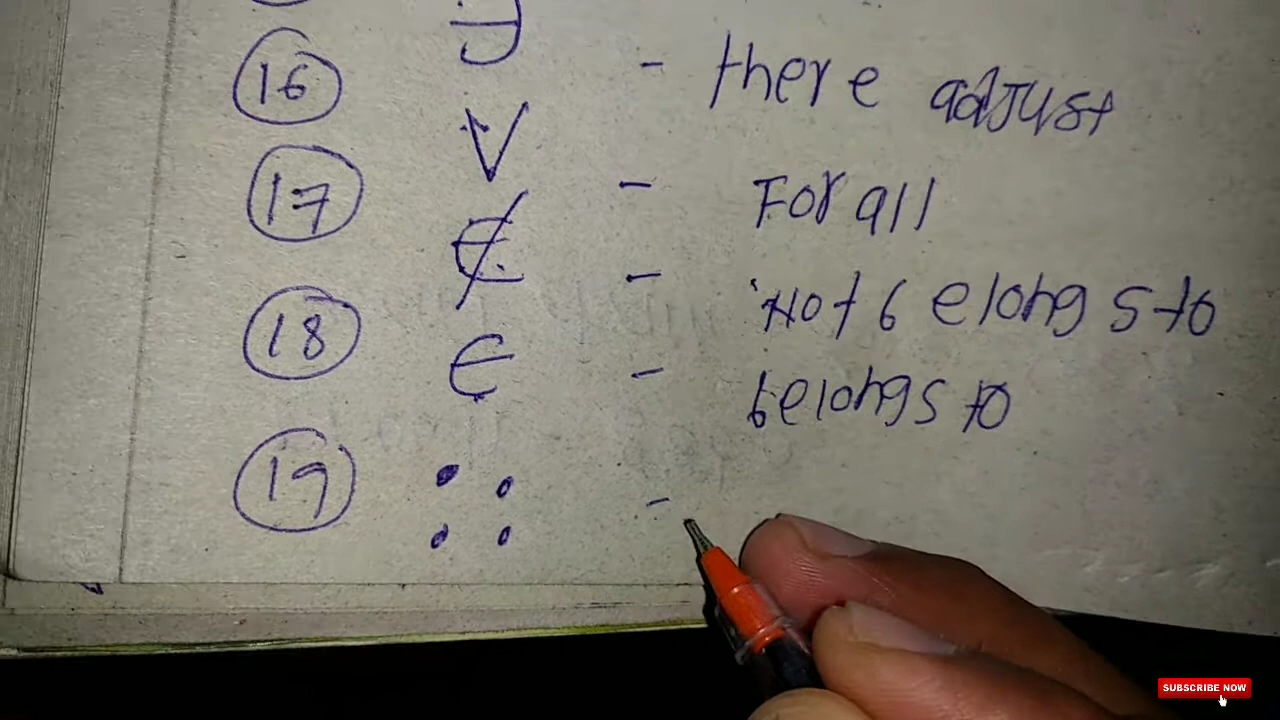 ∃
16 - there adjust
∀
17 - For all
∉ - Not belongs to
18 ∈ - belongs to
19 ∷ -
SUBSCRIBE NOW